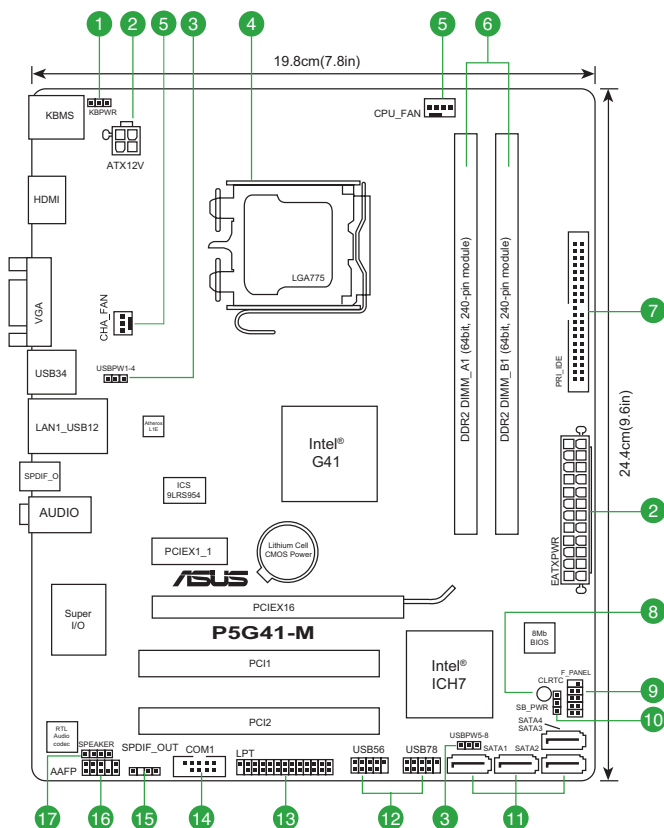 1
2
5
3
4
5
6
19.8cm(7.8in)
KBMS
KBPWR
CPU_FAN
ATX12V
HDMI
LGA775
DDR2 DIMM_A1 (64bit, 240-pin module)
DDR2 DIMM_B1 (64bit, 240-pin module)
VGA
CHA_FAN
PRI_IDE
7
USB34
USBPW1-4
24.4cm(9.6in)
LAN1_USB12
Atheros
L1E
Intel®
G41
SPDIF_O
ICS
9LRS954
AUDIO
2
EATXPWR
PCIEX1_1
Lithium Cell
CMOS Power
ASUS
Super
I/O
PCIEX16
8
P5G41-M
8Mb
BIOS
PCI1
Intel®
ICH7
F_PANEL
CLRTC
9
SB_PWR
10
PCI2
SATA4
SATA3
RTL
Audio
codec
SPEAKER
SPDIF_OUT
COM1
LPT
USB56
USB78
USBPW5-8
SATA1
SATA2
AAFP
17
16
15
14
13
12
3
11